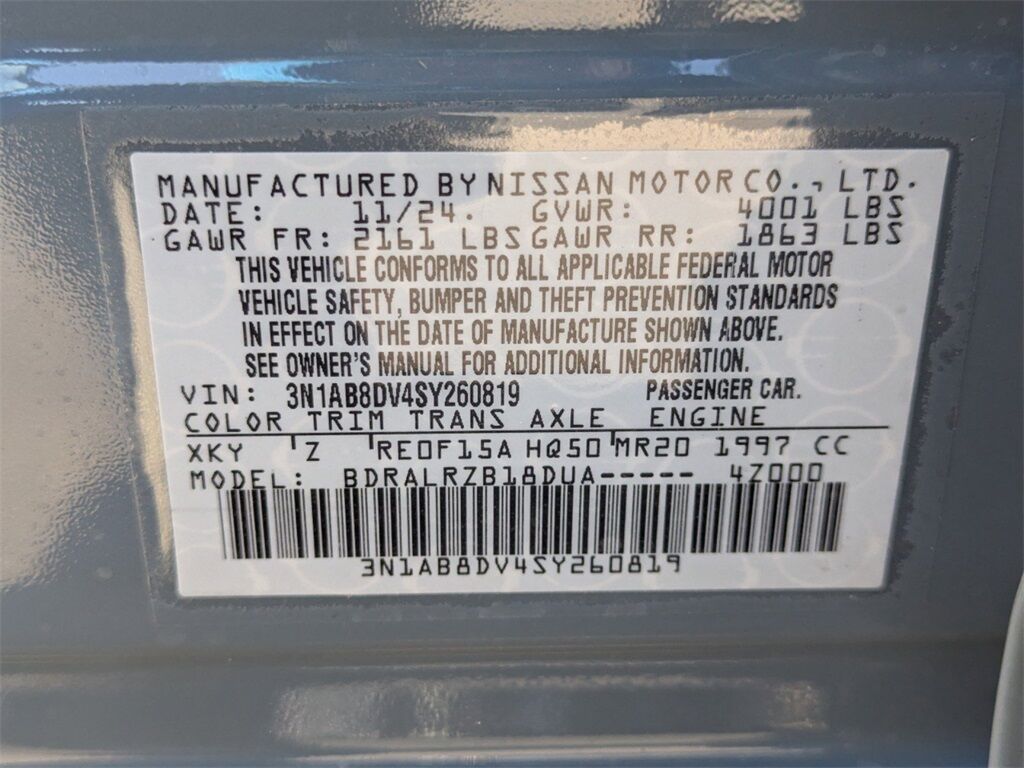 MANUFACTURED BY NISSAN MOTOR CO., LTD.
DATE: 11/24. GVWR: 4001 LBS
GAWR FR: 2161 LBS GAWR RR: 1863 LBS
THIS VEHICLE CONFORMS TO ALL APPLICABLE FEDERAL MOTOR
VEHICLE SAFETY, BUMPER AND THEFT PREVENTION STANDARDS
IN EFFECT ON THE DATE OF MANUFACTURE SHOWN ABOVE.
SEE OWNER'S MANUAL FOR ADDITIONAL INFORMATION.
VIN: 3N1AB8DV4SY260819 PASSENGER CAR.
COLOR TRIM TRANS AXLE ENGINE
XKY Z RE0F15A HQ50 MR20 1997 CC
MODEL: BDRALRZB18DUA----- 4Z000
3N1AB8DV4SY260819